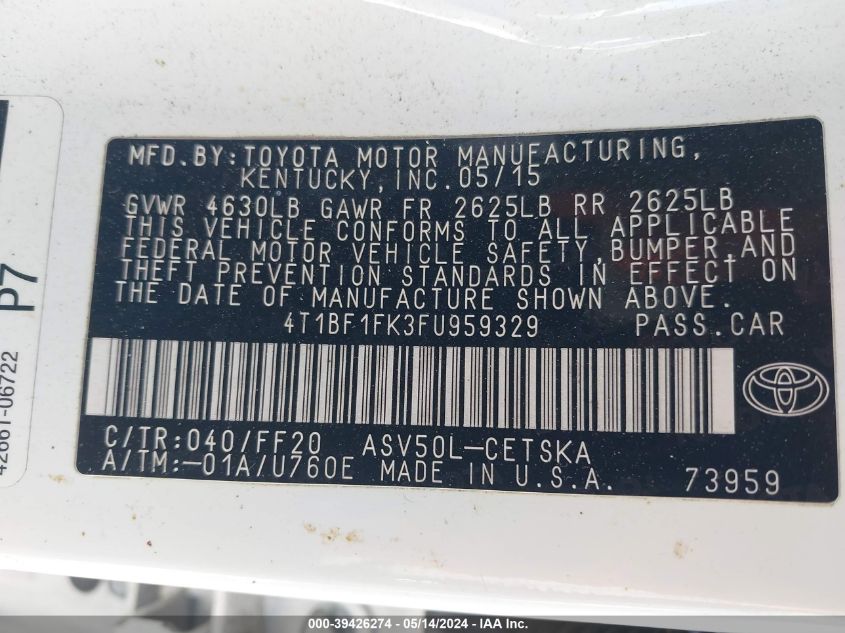 MFD.BY:TOYOTA MOTOR MANUFACTURING,
KENTUCKY,INC.05/15
GVWR 4630LB GAWR FR 2625LB RR 2625LB
THIS VEHICLE CONFORMS TO ALL APPLICABLE
FEDERAL MOTOR VEHICLE SAFETY,BUMPER,AND
THEFT PREVENTION STANDARDS IN EFFECT ON
THE DATE OF MANUFACTURE SHOWN ABOVE.
4T1BF1FK3FU959329 PASS.CAR
C/TR:040/FF20 ASV50L-CETSKA
A/TM:-01A/U760E MADE IN U.S.A. 73959
P7
42661-06722
000-39426274 - 05/14/2024 - IAA Inc.